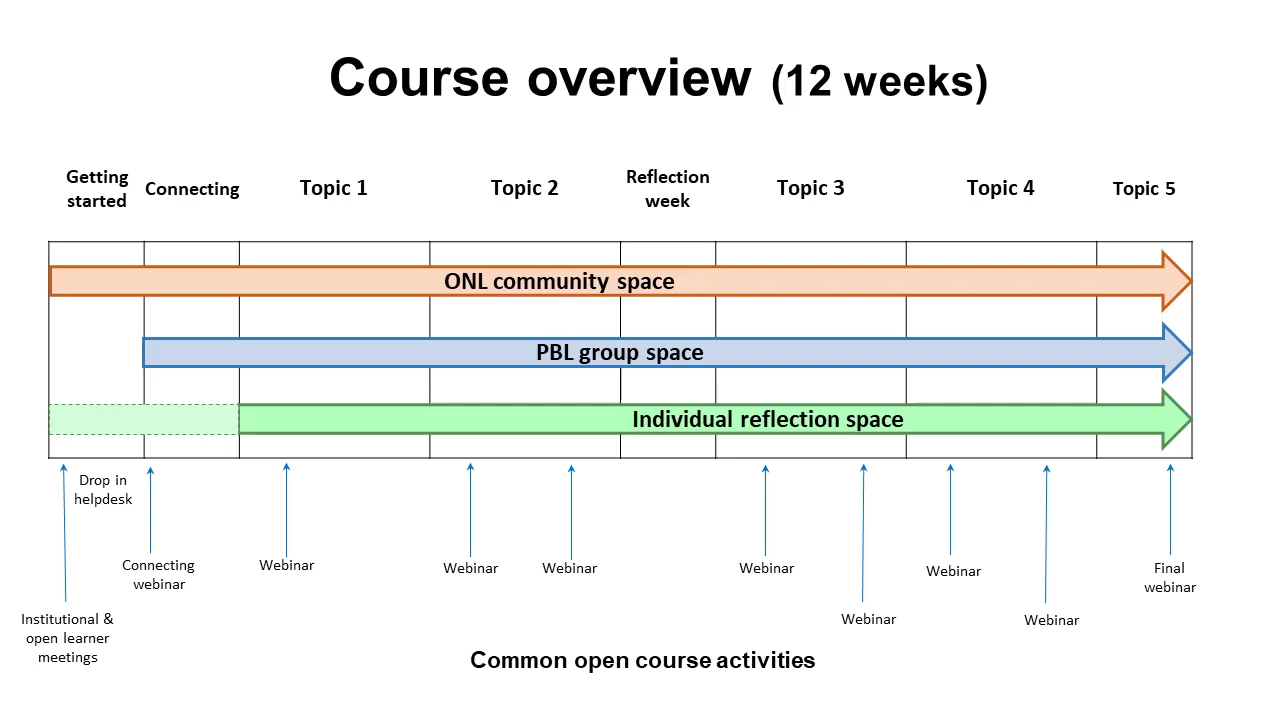 Course overview (12 weeks)
Getting
started
Connecting
Topic 1
Topic 2
Reflection
week
Topic 3
Topic 4
Topic 5
ONL community space
PBL group space
Individual reflection space
Drop in
helpdesk
Connecting
webinar
Webinar
Webinar
Webinar
Webinar
Webinar
Webinar
Webinar
Final
webinar
Institutional &
open learner
meetings
Common open course activities